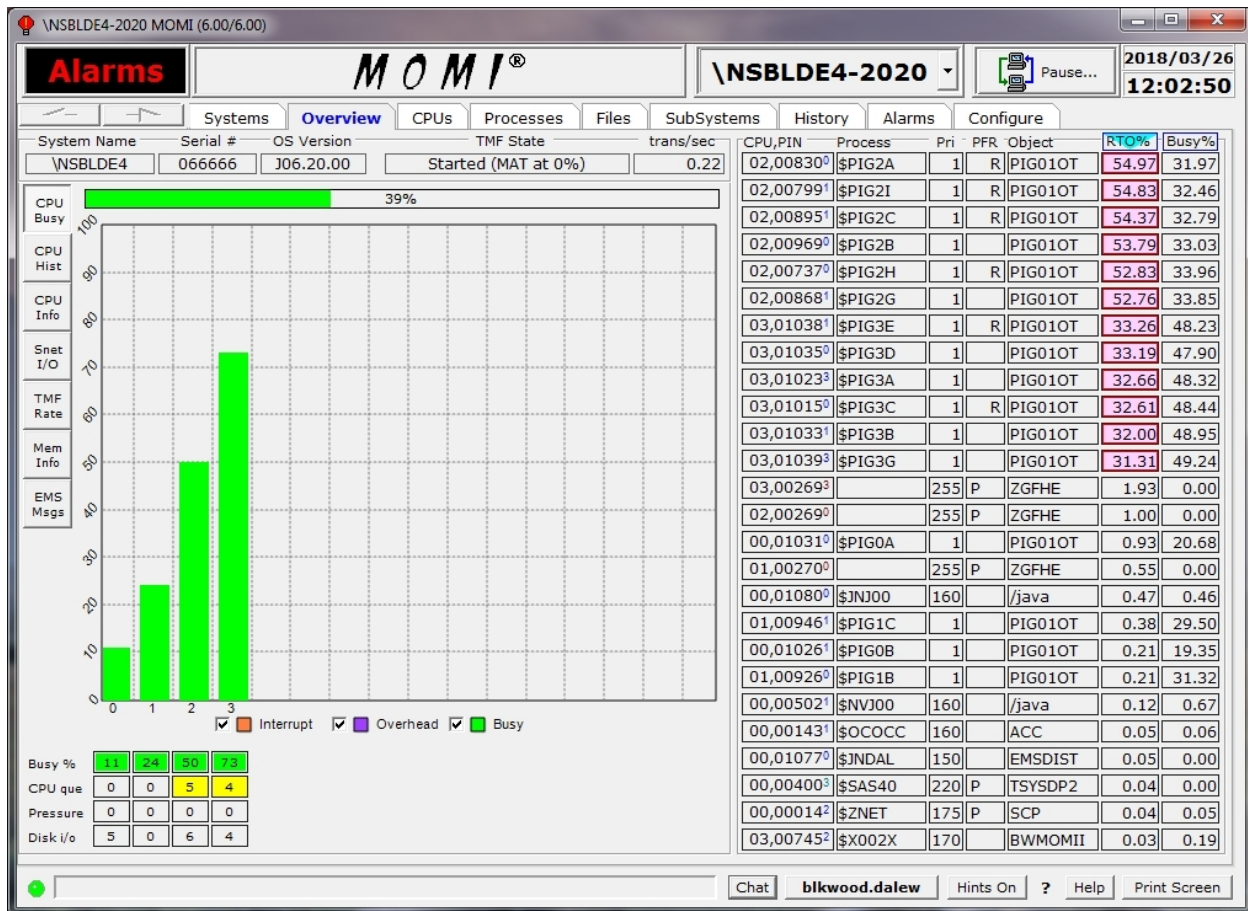 \NSBLDE4-2020 MOMI (6.00/6.00)
Alarms
MOMI®
\NSBLDE4-2020
Pause...
2018/03/26
12:02:50
Systems Overview CPUs Processes Files SubSystems History Alarms Configure
System Name Serial # OS Version TMF State trans/sec
\NSBLDE4 066666 J06.20.00 Started (MAT at 0%) 0.22
CPU Busy
CPU Hist
CPU Info
Snet I/O
TMF Rate
Mem Info
EMS Msgs
39%
100
90
80
70
60
50
40
30
20
10
0
0 1 2 3
Interrupt Overhead Busy
Busy % 11 24 50 73
CPU que 0 0 5 4
Pressure 0 0 0 0
Disk i/o 5 0 6 4
CPU,PIN Process Pri PFR Object RTO% Busy%
02,00830⁰ $PIG2A 1 R PIG01OT 54.97 31.97
02,00799¹ $PIG2I 1 R PIG01OT 54.83 32.46
02,00895¹ $PIG2C 1 R PIG01OT 54.37 32.79
02,00969⁰ $PIG2B 1 PIG01OT 53.79 33.03
02,00737⁰ $PIG2H 1 R PIG01OT 52.83 33.96
02,00868¹ $PIG2G 1 PIG01OT 52.76 33.85
03,01038¹ $PIG3E 1 R PIG01OT 33.26 48.23
03,01035⁰ $PIG3D 1 PIG01OT 33.19 47.90
03,01023³ $PIG3A 1 PIG01OT 32.66 48.32
03,01015⁰ $PIG3C 1 R PIG01OT 32.61 48.44
03,01033¹ $PIG3B 1 PIG01OT 32.00 48.95
03,01039³ $PIG3G 1 PIG01OT 31.31 49.24
03,00269³ 255 P ZGFHE 1.93 0.00
02,00269⁰ 255 P ZGFHE 1.00 0.00
00,01031⁰ $PIG0A 1 PIG01OT 0.93 20.68
01,00270⁰ 255 P ZGFHE 0.55 0.00
00,01080⁰ $JNJ00 160 /java 0.47 0.46
01,00946¹ $PIG1C 1 PIG01OT 0.38 29.50
00,01026¹ $PIG0B 1 PIG01OT 0.21 19.35
01,00926⁰ $PIG1B 1 PIG01OT 0.21 31.32
00,00502¹ $NVJ00 160 /java 0.12 0.67
00,00143¹ $OCOCC 160 ACC 0.05 0.06
00,01077⁰ $JNDAL 150 EMSDIST 0.05 0.00
00,00400³ $SAS40 220 P TSYSDP2 0.04 0.00
00,00014² $ZNET 175 P SCP 0.04 0.05
03,00745² $X002X 170 BWMOMII 0.03 0.19
Chat blkwood.dalew Hints On ? Help Print Screen